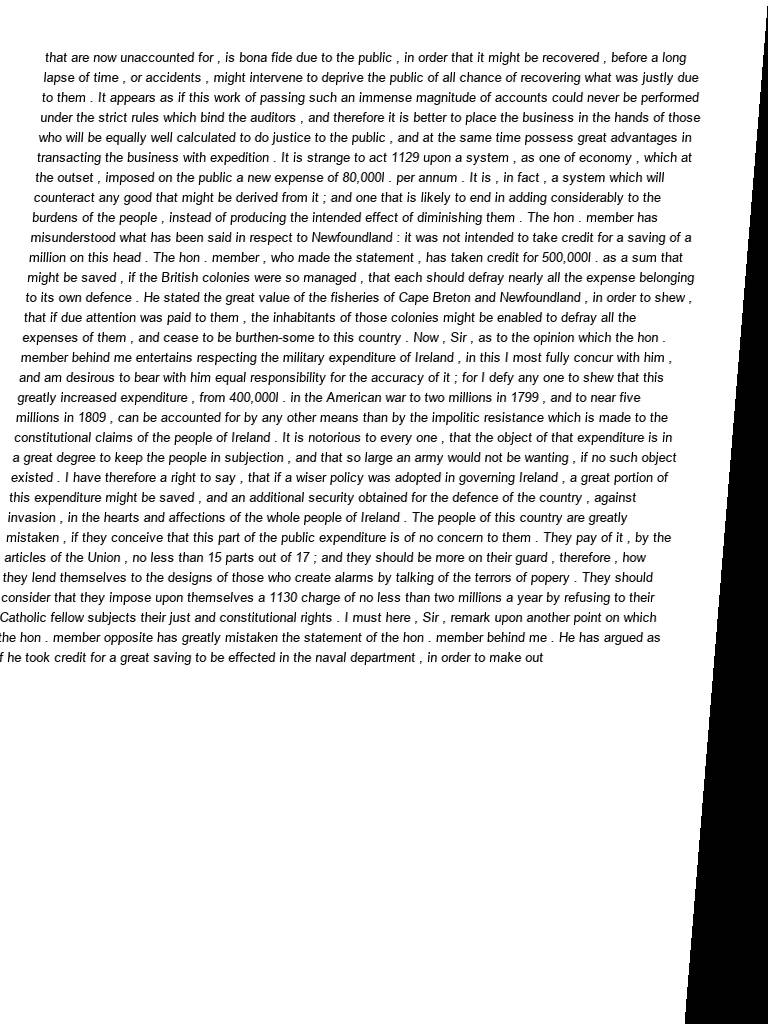 that are now unaccounted for , is bona fide due to the public , in order that it might be recovered , before a long
lapse of time , or accidents , might intervene to deprive the public of all chance of recovering what was justly due
to them . It appears as if this work of passing such an immense magnitude of accounts could never be performed
under the strict rules which bind the auditors , and therefore it is better to place the business in the hands of those
who will be equally well calculated to do justice to the public , and at the same time possess great advantages in
transacting the business with expedition . It is strange to act 1129 upon a system , as one of economy , which at
the outset , imposed on the public a new expense of 80,000l . per annum . It is , in fact , a system which will
counteract any good that might be derived from it ; and one that is likely to end in adding considerably to the
burdens of the people , instead of producing the intended effect of diminishing them . The hon . member has
misunderstood what has been said in respect to Newfoundland : it was not intended to take credit for a saving of a
million on this head . The hon . member , who made the statement , has taken credit for 500,000l . as a sum that
might be saved , if the British colonies were so managed , that each should defray nearly all the expense belonging
to its own defence . He stated the great value of the fisheries of Cape Breton and Newfoundland , in order to shew ,
that if due attention was paid to them , the inhabitants of those colonies might be enabled to defray all the
expenses of them , and cease to be burthen-some to this country . Now , Sir , as to the opinion which the hon .
member behind me entertains respecting the military expenditure of Ireland , in this I most fully concur with him ,
and am desirous to bear with him equal responsibility for the accuracy of it ; for I defy any one to shew that this
greatly increased expenditure , from 400,000l . in the American war to two millions in 1799 , and to near five
millions in 1809 , can be accounted for by any other means than by the impolitic resistance which is made to the
constitutional claims of the people of Ireland . It is notorious to every one , that the object of that expenditure is in
a great degree to keep the people in subjection , and that so large an army would not be wanting , if no such object
existed . I have therefore a right to say , that if a wiser policy was adopted in governing Ireland , a great portion of
this expenditure might be saved , and an additional security obtained for the defence of the country , against
invasion , in the hearts and affections of the whole people of Ireland . The people of this country are greatly
mistaken , if they conceive that this part of the public expenditure is of no concern to them . They pay of it , by the
articles of the Union , no less than 15 parts out of 17 ; and they should be more on their guard , therefore , how
they lend themselves to the designs of those who create alarms by talking of the terrors of popery . They should
consider that they impose upon themselves a 1130 charge of no less than two millions a year by refusing to their
Catholic fellow subjects their just and constitutional rights . I must here , Sir , remark upon another point on which
the hon . member opposite has greatly mistaken the statement of the hon . member behind me . He has argued as
f he took credit for a great saving to be effected in the naval department , in order to make out